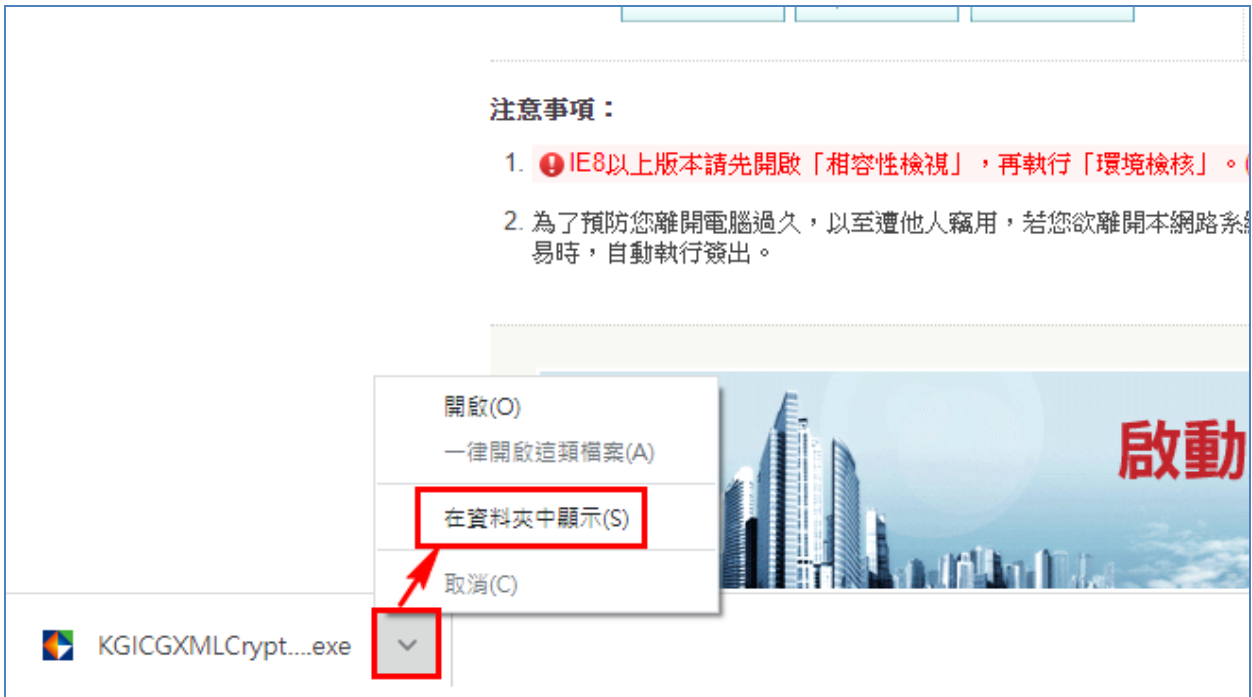 注意事項：
1. IE8以上版本請先開啟「相容性檢視」，再執行「環境檢核」。(
2. 為了預防您離開電腦過久，以至遭他人竊用，若您欲離開本網路系
易時，自動執行簽出。
開啟(O)
一律開啟這類檔案(A)
在資料夾中顯示(S)
取消(C)
啟動
KGICGXMLCrypt....exe